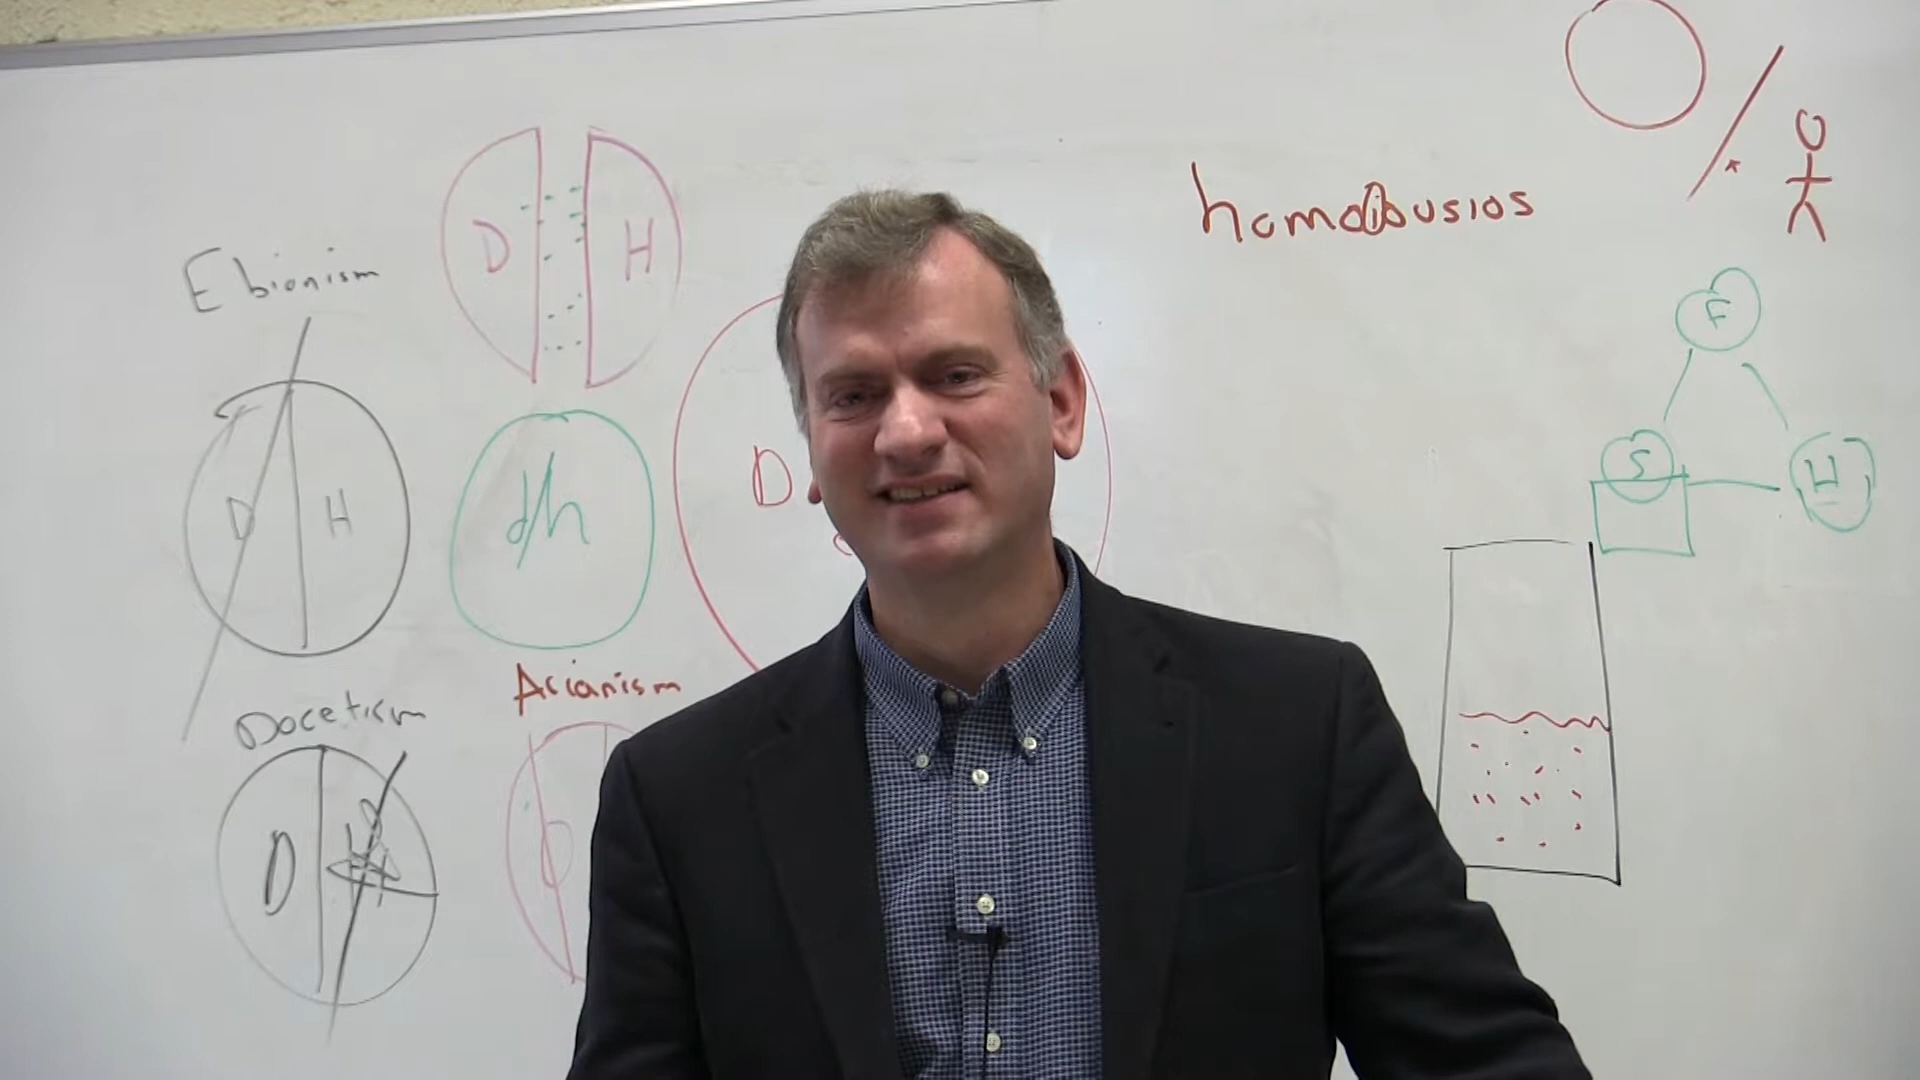 homoiousios
D H
F
Ebionism
D H
D
S H
d/h
Arianism
Docetism
D H
D